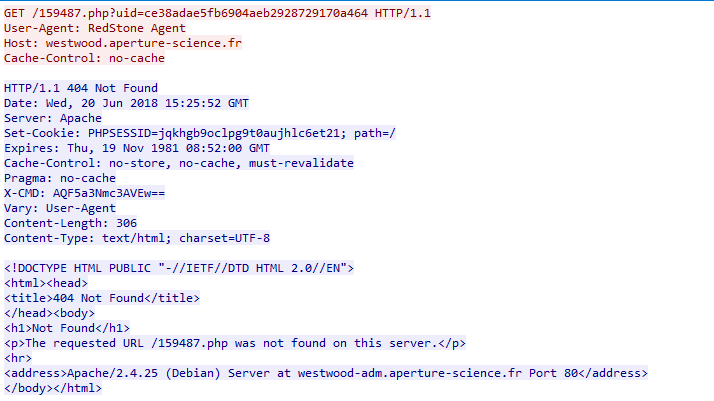 GET /159487.php?uid=ce38adae5fb6904aeb2928729170a464 HTTP/1.1
User-Agent: RedStone Agent
Host: westwood.aperture-science.fr
Cache-Control: no-cache
HTTP/1.1 404 Not Found
Date: Wed, 20 Jun 2018 15:25:52 GMT
Server: Apache
Set-Cookie: PHPSESSID=jqkhgb9oclpg9t0aujhlc6et21; path=/
Expires: Thu, 19 Nov 1981 08:52:00 GMT
Cache-Control: no-store, no-cache, must-revalidate
Pragma: no-cache
X-CMD: AQF5a3Nmc3AVEw==
Vary: User-Agent
Content-Length: 306
Content-Type: text/html; charset=UTF-8
<!DOCTYPE HTML PUBLIC "-//IETF//DTD HTML 2.0//EN">
<html><head>
<title>404 Not Found</title>
</head><body>
<h1>Not Found</h1>
<p>The requested URL /159487.php was not found on this server.</p>
<hr>
<address>Apache/2.4.25 (Debian) Server at westwood-adm.aperture-science.fr Port 80</address>
</body></html>